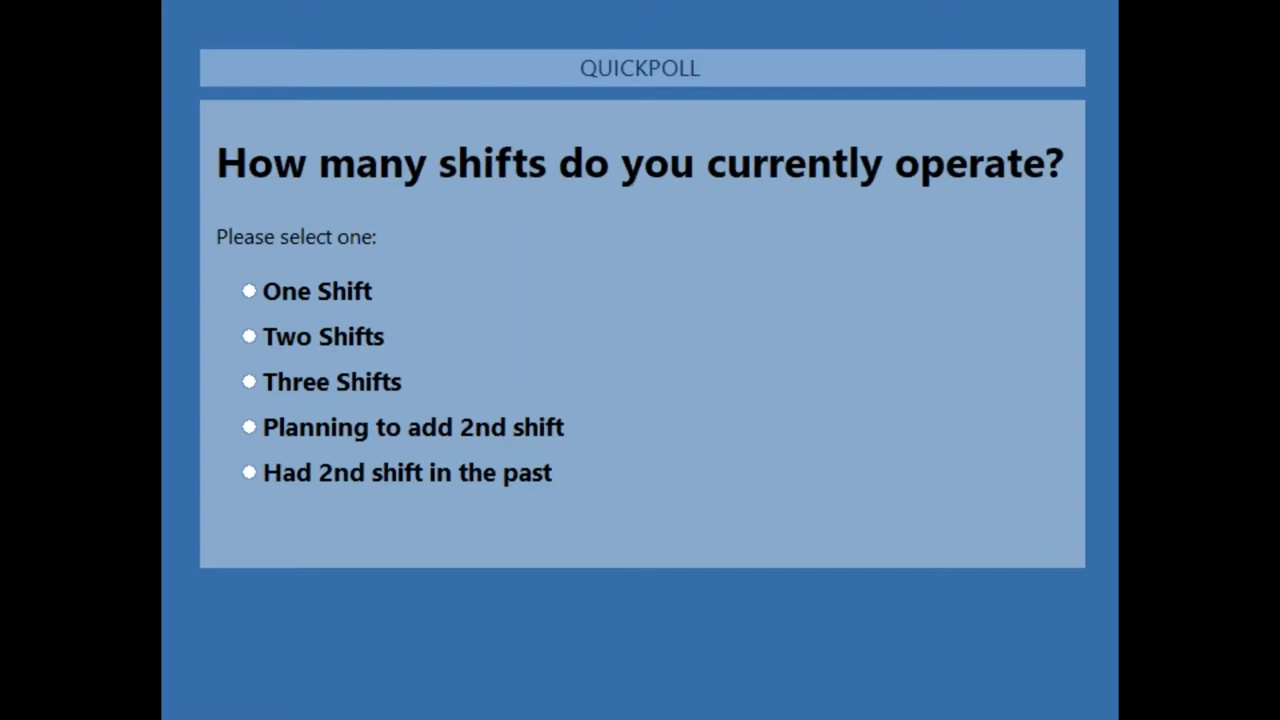 QUICKPOLL
How many shifts do you currently operate?
Please select one:
One Shift
Two Shifts
Three Shifts
Planning to add 2nd shift
Had 2nd shift in the past